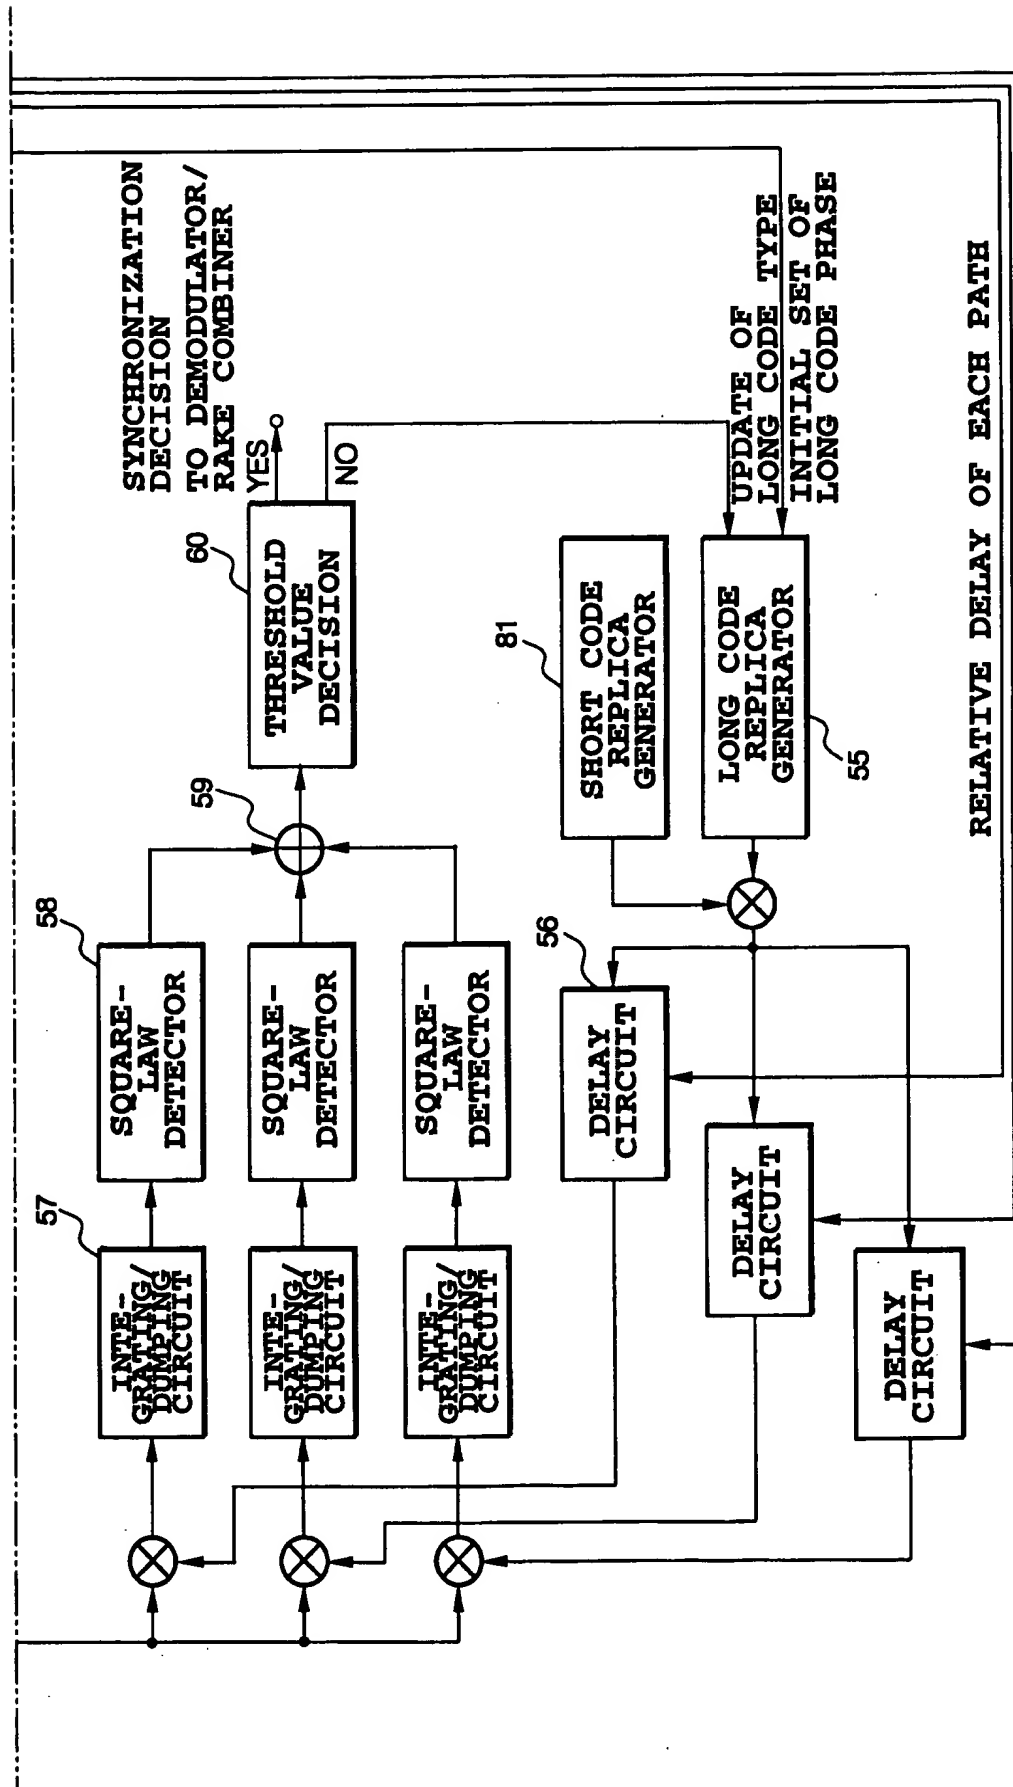 SYNCHRONIZATION
DECISION
TO DEMODULATOR/
RAKE COMBINER
57
INTE-
GRATING/
DUMPING
CIRCUIT
58
SQUARE-
LAW
DETECTOR
59
60
THRESHOLD
VALUE
DECISION
YES
NO
INTE-
GRATING/
DUMPING
CIRCUIT
SQUARE-
LAW
DETECTOR
INTE-
GRATING/
DUMPING
CIRCUIT
SQUARE-
LAW
DETECTOR
56
DELAY
CIRCUIT
81
SHORT CODE
REPLICA
GENERATOR
UPDATE OF
LONG CODE TYPE
INITIAL SET OF
LONG CODE PHASE
DELAY
CIRCUIT
LONG CODE
REPLICA
GENERATOR
55
DELAY
CIRCUIT
RELATIVE DELAY OF EACH PATH